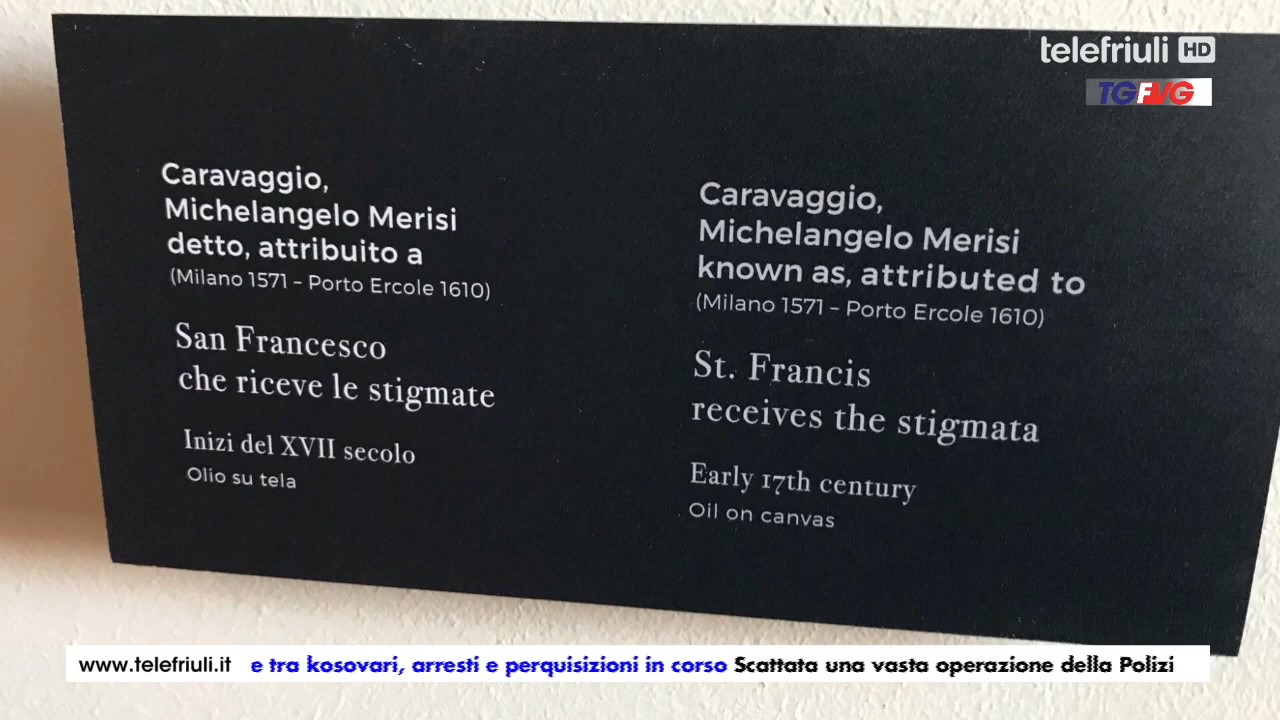 telefriuli HD
TGFVG
Caravaggio,
Michelangelo Merisi
detto, attribuito a
(Milano 1571 – Porto Ercole 1610)
San Francesco
che riceve le stigmate
Inizi del XVII secolo
Olio su tela
Caravaggio,
Michelangelo Merisi
known as, attributed to
(Milano 1571 – Porto Ercole 1610)
St. Francis
receives the stigmata
Early 17th century
Oil on canvas
www.telefriuli.it e tra kosovari, arresti e perquisizioni in corso Scattata una vasta operazione della Polizi